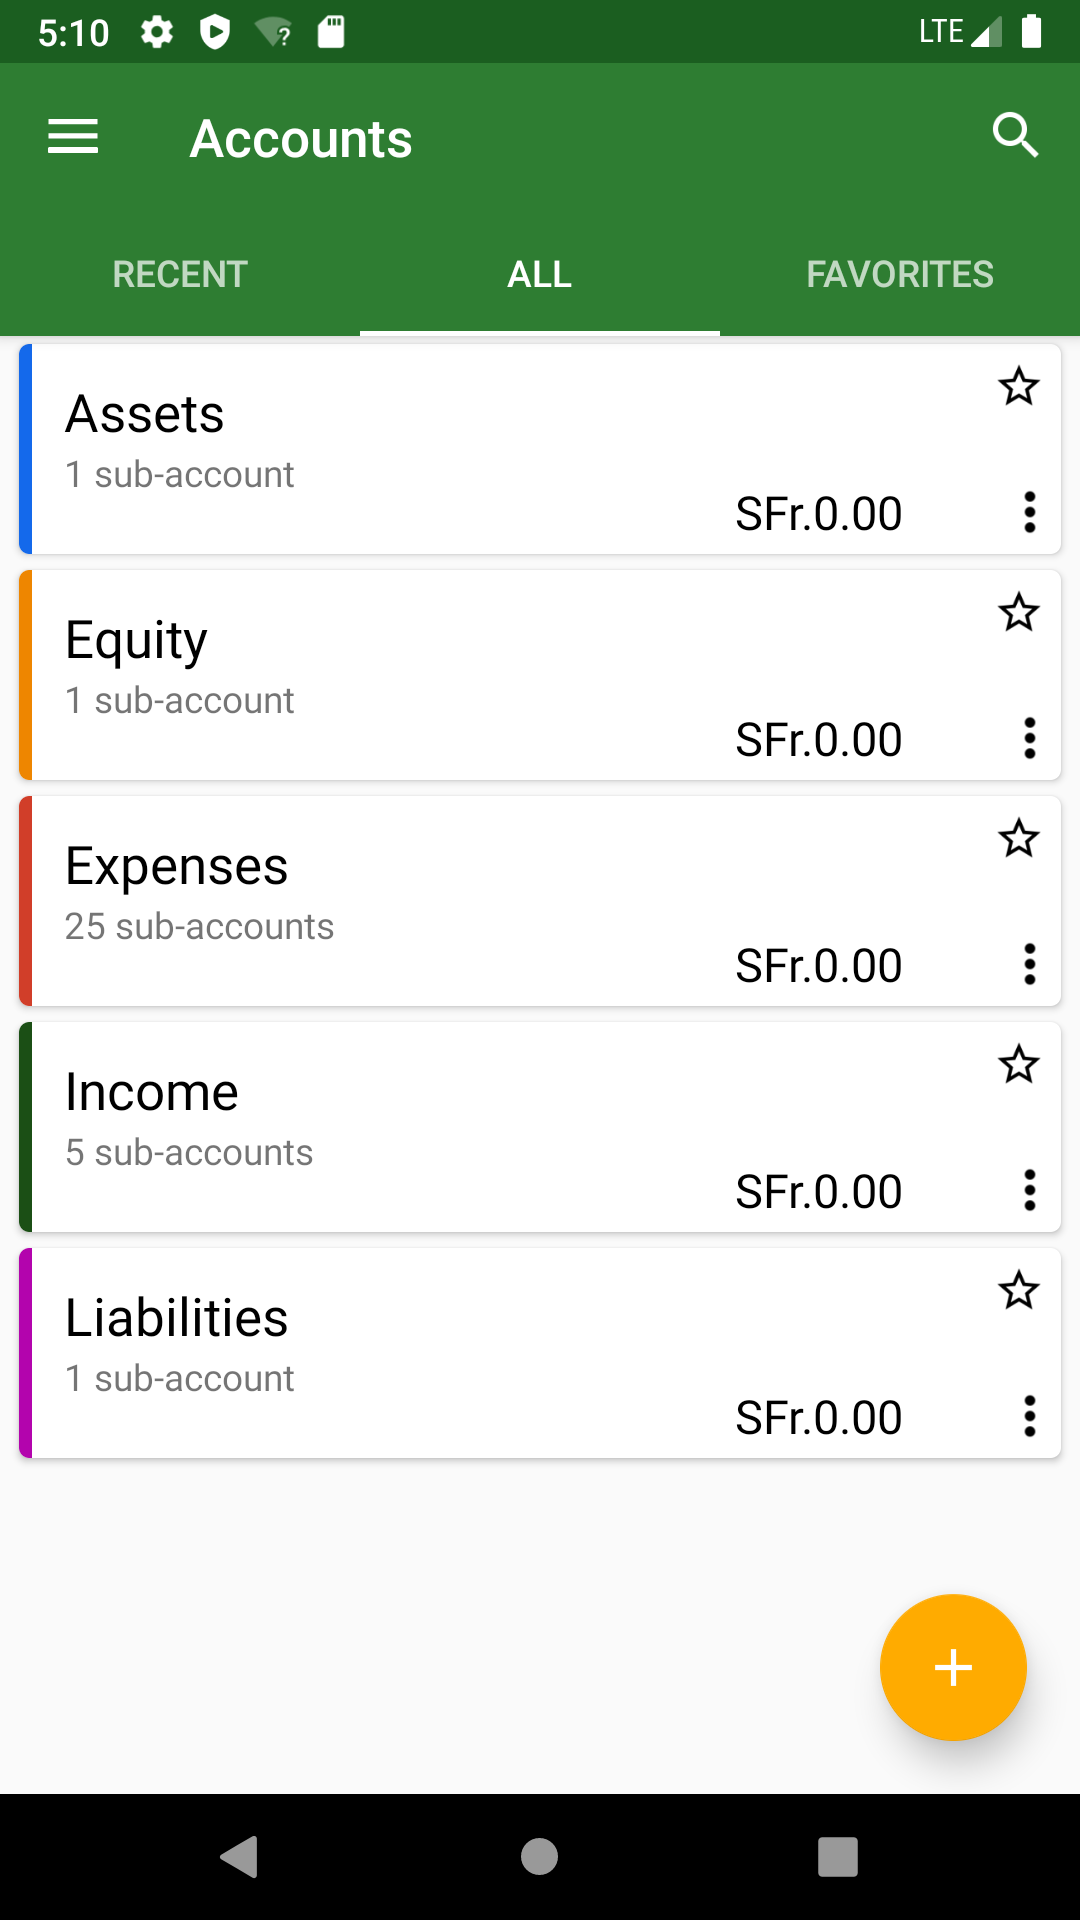 5:10 LTE
Accounts
RECENT ALL FAVORITES
Assets
1 sub-account
SFr.0.00
Equity
1 sub-account
SFr.0.00
Expenses
25 sub-accounts
SFr.0.00
Income
5 sub-accounts
SFr.0.00
Liabilities
1 sub-account
SFr.0.00